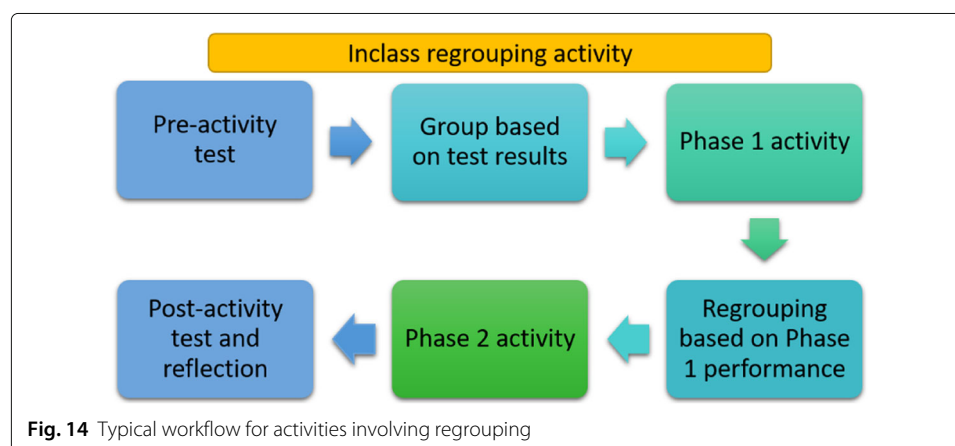 Inclass regrouping activity
Pre-activity
test
Group based
on test results
Phase 1 activity
Regrouping
based on Phase
1 performance
Phase 2 activity
Post-activity
test and
reflection
Fig. 14 Typical workflow for activities involving regrouping